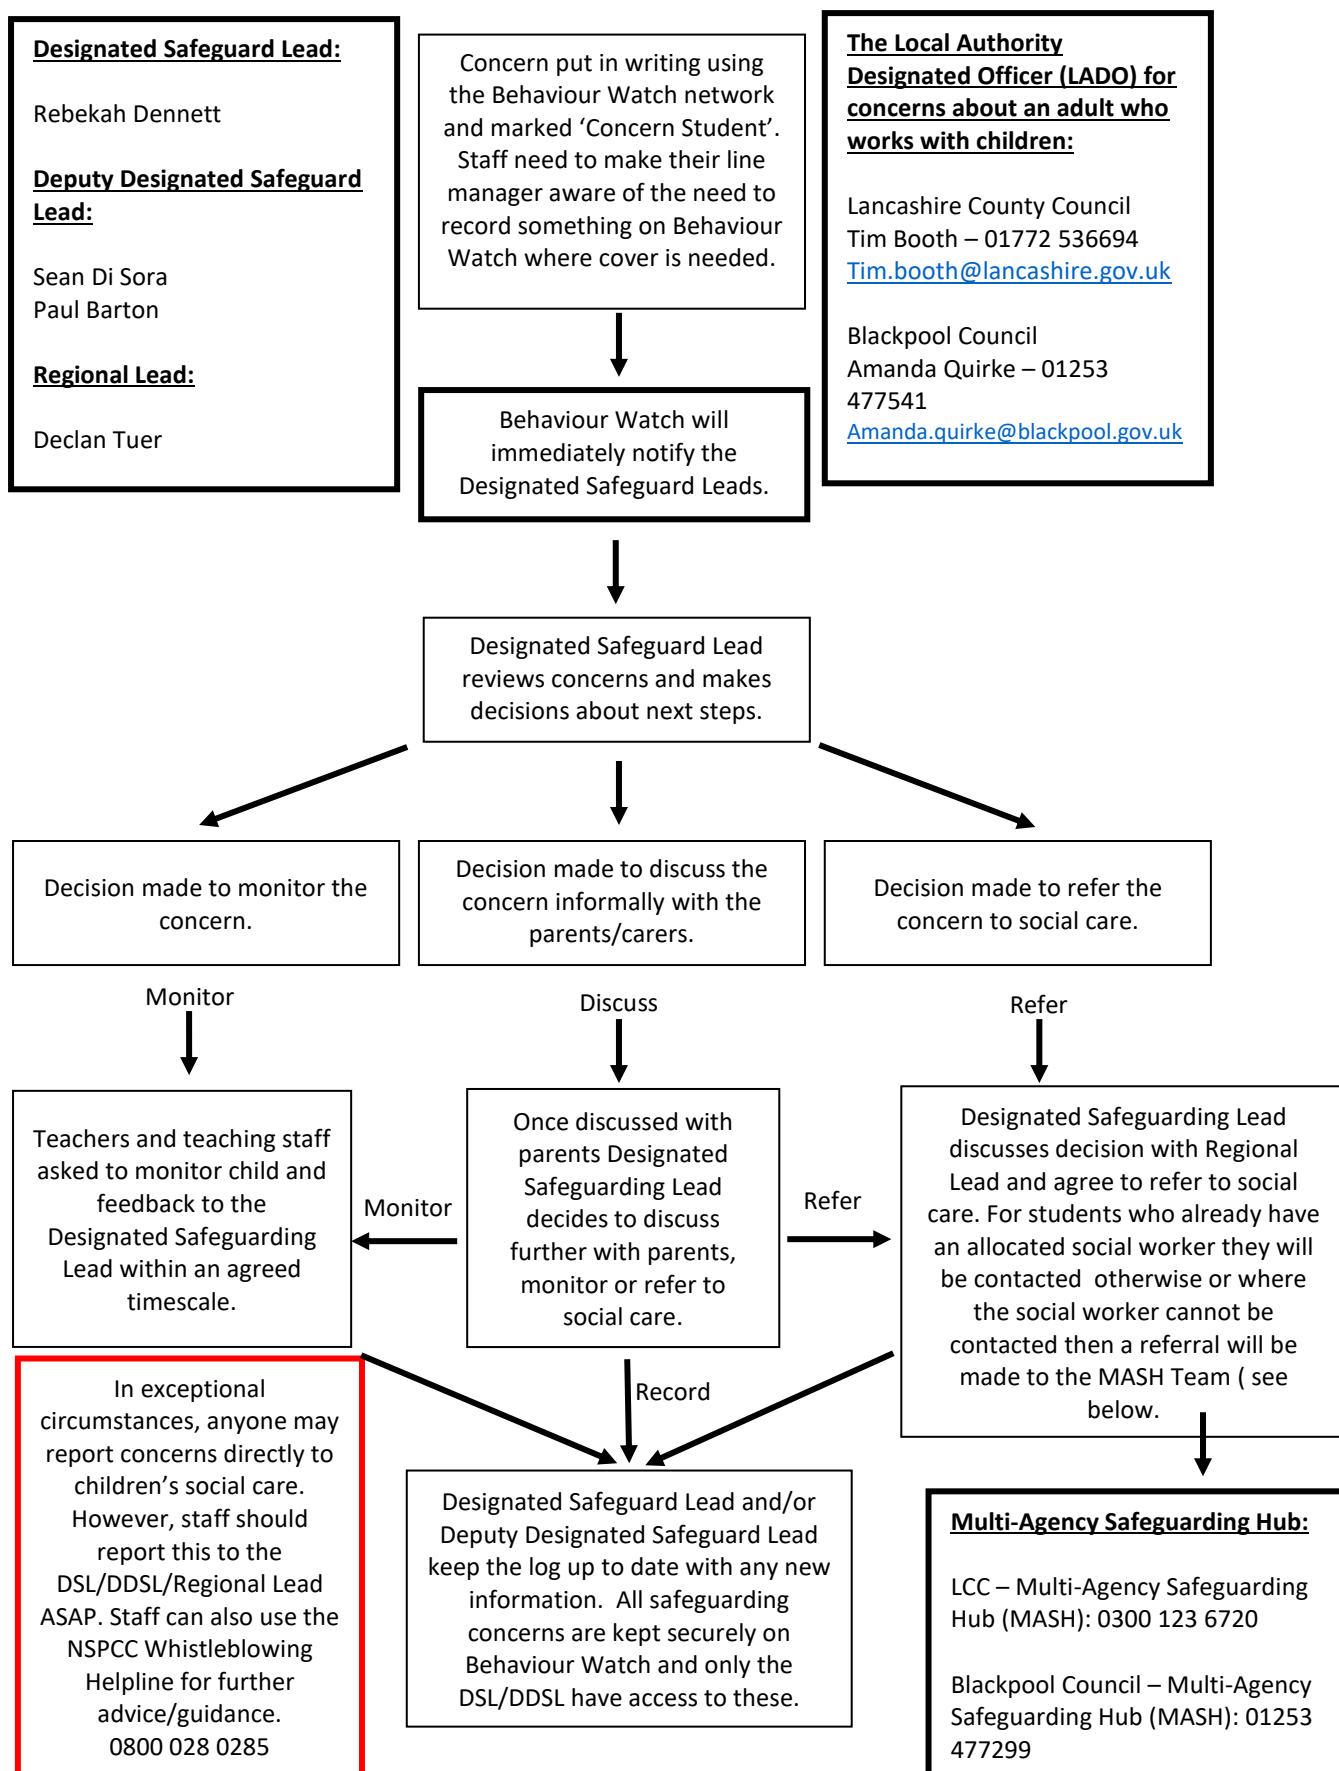 Designated Safeguard Lead:
Rebekah Dennett
Deputy Designated Safeguard
Lead:
Sean Di Sora
Paul Barton
Regional Lead:
Declan Tuer
Concern put in writing using
the Behaviour Watch network
and marked ‘Concern Student’.
Staff need to make their line
manager aware of the need to
record something on Behaviour
Watch where cover is needed.
The Local Authority
Designated Officer (LADO) for
concerns about an adult who
works with children:
Lancashire County Council
Tim Booth – 01772 536694
Tim.booth@lancashire.gov.uk
Blackpool Council
Amanda Quirke – 01253
477541
Amanda.quirke@blackpool.gov.uk
Behaviour Watch will
immediately notify the
Designated Safeguard Leads.
Designated Safeguard Lead
reviews concerns and makes
decisions about next steps.
Decision made to monitor the
concern.
Decision made to discuss the
concern informally with the
parents/carers.
Decision made to refer the
concern to social care.
Monitor
Discuss
Refer
Teachers and teaching staff
asked to monitor child and
feedback to the
Designated Safeguarding
Lead within an agreed
timescale.
Monitor
Once discussed with
parents Designated
Safeguarding Lead
decides to discuss
further with parents,
monitor or refer to
social care.
Refer
Designated Safeguarding Lead
discusses decision with Regional
Lead and agree to refer to social
care. For students who already have
an allocated social worker they will
be contacted  otherwise or where
the social worker cannot be
contacted then a referral will be
made to the MASH Team ( see
below.
In exceptional
circumstances, anyone may
report concerns directly to
children’s social care.
However, staff should
report this to the
DSL/DDSL/Regional Lead
ASAP. Staff can also use the
NSPCC Whistleblowing
Helpline for further
advice/guidance.
0800 028 0285
Record
Designated Safeguard Lead and/or
Deputy Designated Safeguard Lead
keep the log up to date with any new
information.  All safeguarding
concerns are kept securely on
Behaviour Watch and only the
DSL/DDSL have access to these.
Multi-Agency Safeguarding Hub:
LCC – Multi-Agency Safeguarding
Hub (MASH): 0300 123 6720
Blackpool Council – Multi-Agency
Safeguarding Hub (MASH): 01253
477299